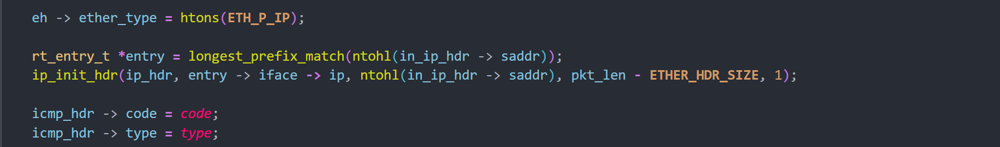 eh -> ether_type = htons(ETH_P_IP);
rt_entry_t *entry = longest_prefix_match(ntohl(in_ip_hdr -> saddr));
ip_init_hdr(ip_hdr, entry -> iface -> ip, ntohl(in_ip_hdr -> saddr), pkt_len - ETHER_HDR_SIZE, 1);
icmp_hdr -> code = code;
icmp_hdr -> type = type;